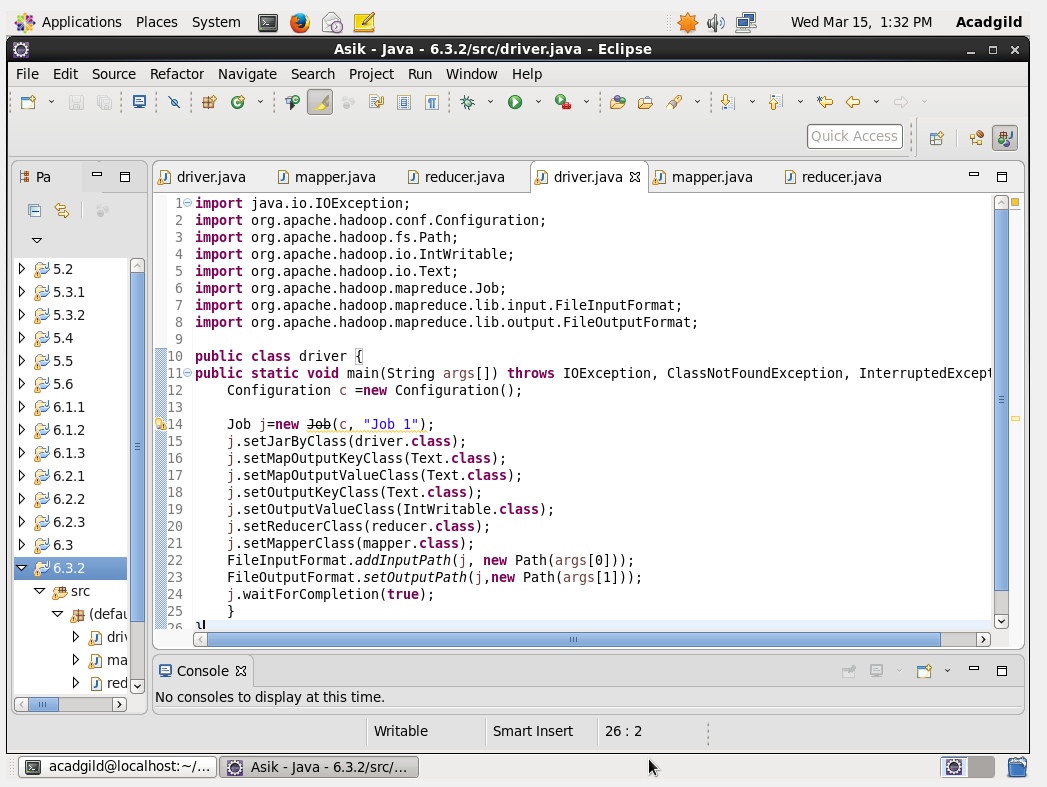 Applications Places System Wed Mar 15, 1:32 PM Acadgild
Asik - Java - 6.3.2/src/driver.java - Eclipse
File Edit Source Refactor Navigate Search Project Run Window Help
Quick Access
Pa
driver.java mapper.java reducer.java driver.java mapper.java reducer.java
5.2
5.3.1
5.3.2
5.4
5.5
5.6
6.1.1
6.1.2
6.1.3
6.2.1
6.2.2
6.2.3
6.3
6.3.2
src
(defau
driv
ma
red
1 import java.io.IOException;
2 import org.apache.hadoop.conf.Configuration;
3 import org.apache.hadoop.fs.Path;
4 import org.apache.hadoop.io.IntWritable;
5 import org.apache.hadoop.io.Text;
6 import org.apache.hadoop.mapreduce.Job;
7 import org.apache.hadoop.mapreduce.lib.input.FileInputFormat;
8 import org.apache.hadoop.mapreduce.lib.output.FileOutputFormat;
9
10 public class driver {
11 public static void main(String args[]) throws IOException, ClassNotFoundException, InterruptedExcept
12 Configuration c =new Configuration();
13
14 Job j=new Job(c, "Job 1");
15 j.setJarByClass(driver.class);
16 j.setMapOutputKeyClass(Text.class);
17 j.setMapOutputValueClass(Text.class);
18 j.setOutputKeyClass(Text.class);
19 j.setOutputValueClass(IntWritable.class);
20 j.setReducerClass(reducer.class);
21 j.setMapperClass(mapper.class);
22 FileInputFormat.addInputPath(j, new Path(args[0]));
23 FileOutputFormat.setOutputPath(j,new Path(args[1]));
24 j.waitForCompletion(true);
25 }
26 }
Console
No consoles to display at this time.
Writable Smart Insert 26 : 2
acadgild@localhost:~/... Asik - Java - 6.3.2/src/...